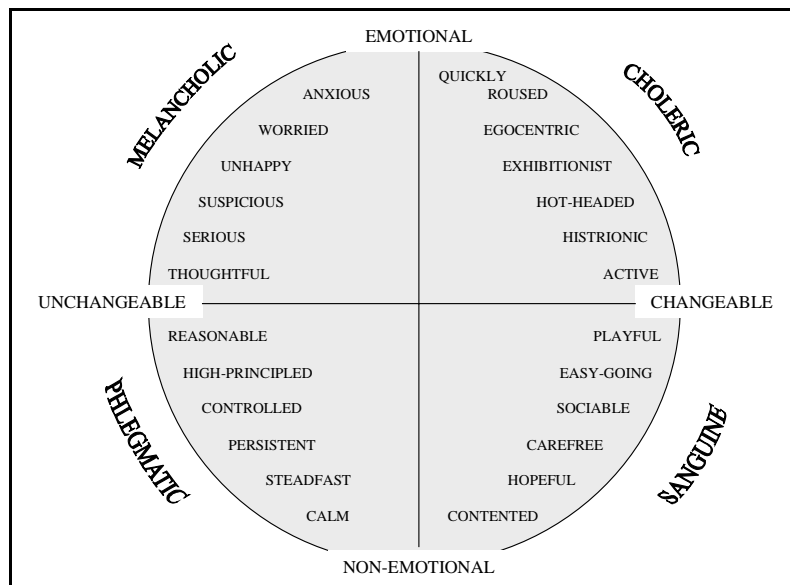 EMOTIONAL
MELANCHOLIC
CHOLERIC
ANXIOUS
WORRIED
UNHAPPY
SUSPICIOUS
SERIOUS
THOUGHTFUL
QUICKLY
ROUSED
EGOCENTRIC
EXHIBITIONIST
HOT-HEADED
HISTRIONIC
ACTIVE
UNCHANGEABLE
CHANGEABLE
REASONABLE
HIGH-PRINCIPLED
CONTROLLED
PERSISTENT
STEADFAST
CALM
PLAYFUL
EASY-GOING
SOCIABLE
CAREFREE
HOPEFUL
CONTENTED
PHLEGMATIC
SANGUINE
NON-EMOTIONAL